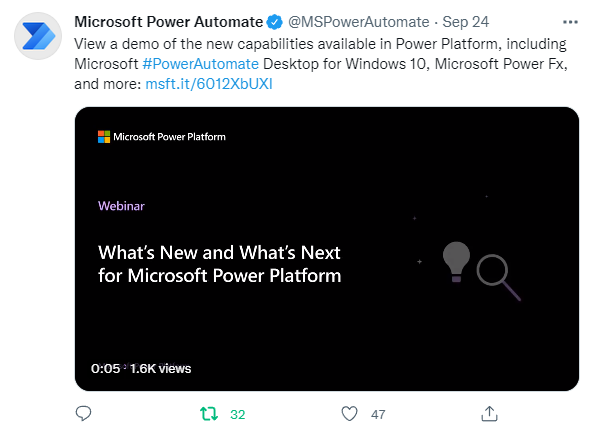 Microsoft Power Automate @MSPowerAutomate · Sep 24
View a demo of the new capabilities available in Power Platform, including
Microsoft #PowerAutomate Desktop for Windows 10, Microsoft Power Fx,
and more: msft.it/6012XbUXI
Microsoft Power Platform
Webinar
What's New and What's Next
for Microsoft Power Platform
0:05 · 1.6K views
32 47